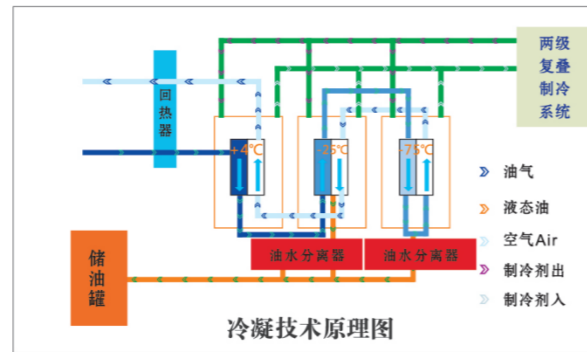 两级
复叠
制冷
系统
回热器
+4℃
-25℃
-75℃
油气
液态油
空气Air
制冷剂出
制冷剂入
油水分离器
油水分离器
储油罐
冷凝技术原理图